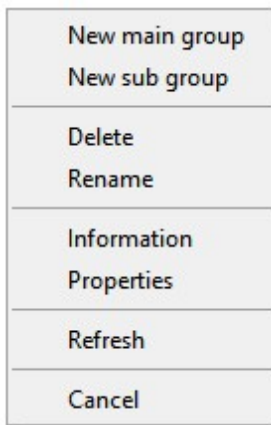 New main group
New sub group
Delete
Rename
Information
Properties
Refresh
Cancel